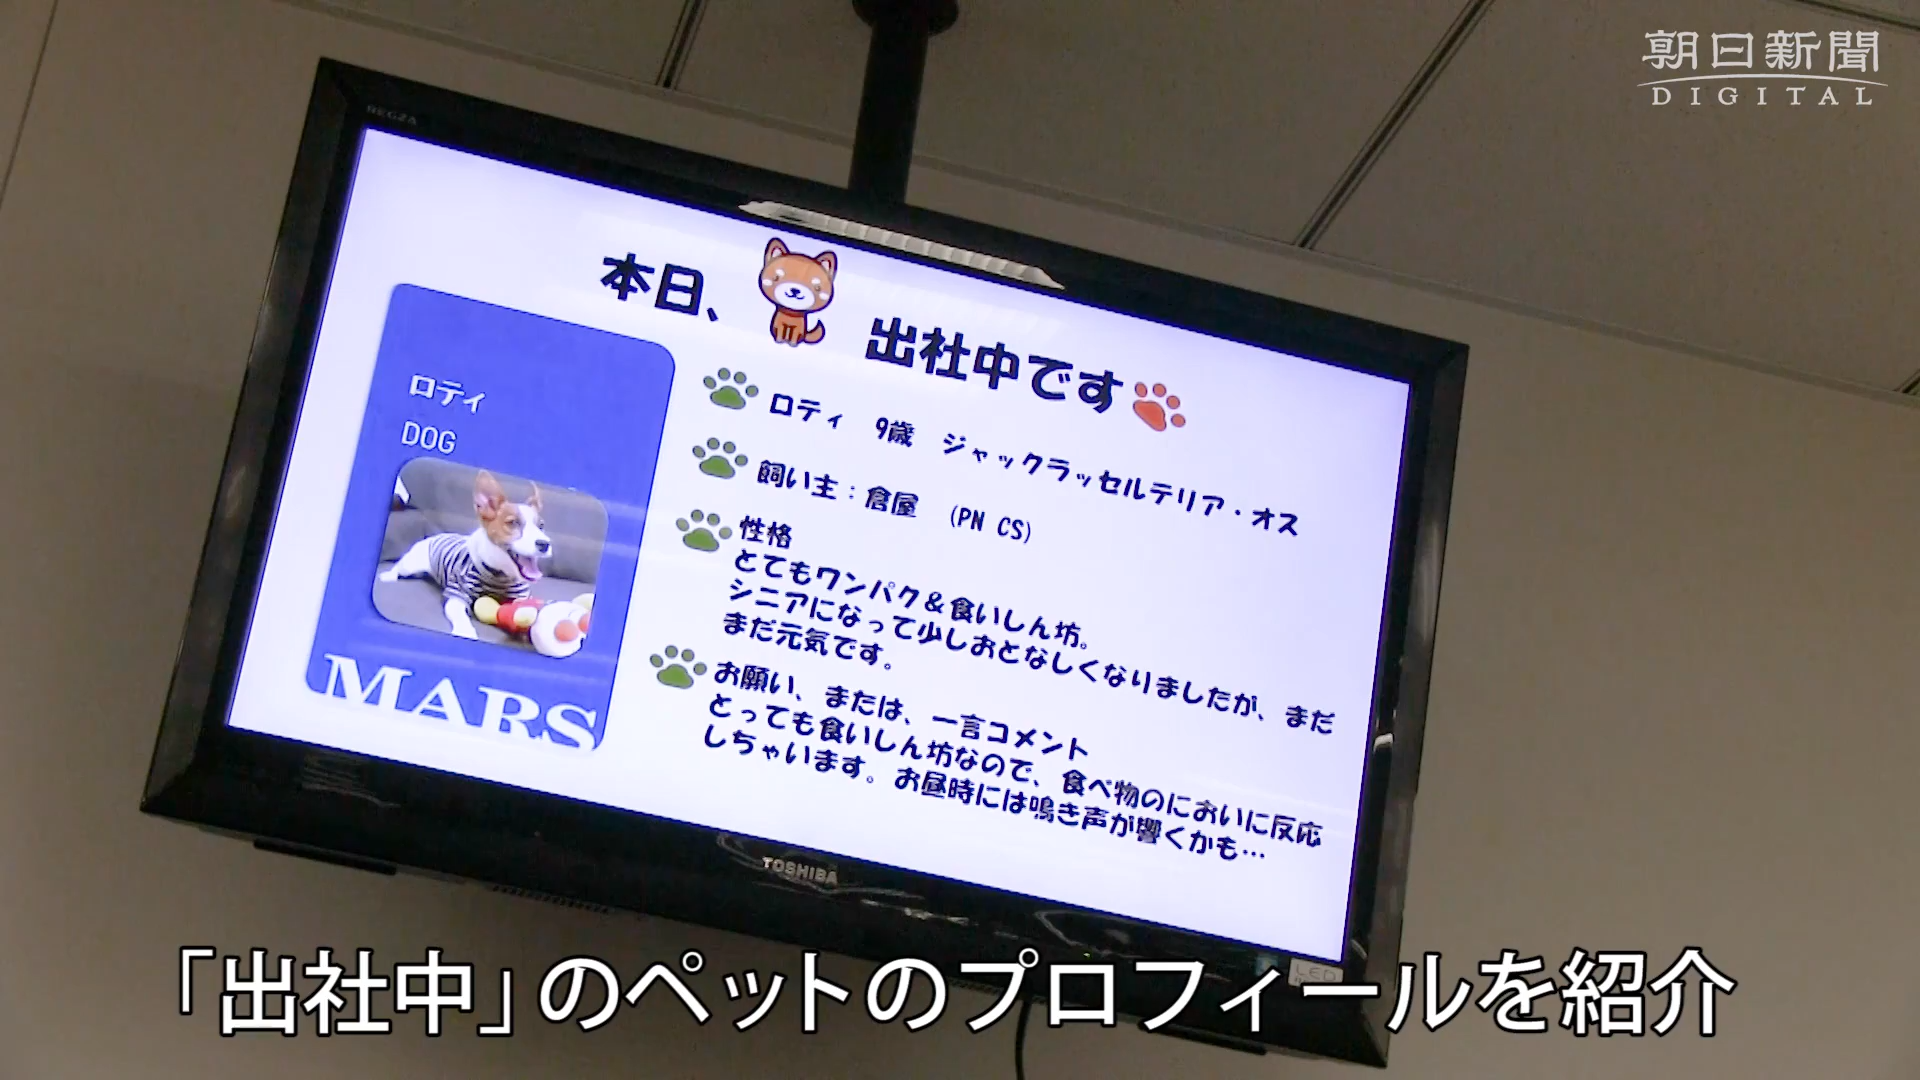 朝日新聞
DIGITAL
REGZA
本日、 出社中です
ロティ
DOG
MARS
ロティ 9歳 ジャックラッセルテリア・オス
飼い主：倉屋 (PN CS)
性格
とてもワンパク＆食いしん坊。
シニアになって少しおとなしくなりましたが、まだ
まだ元気です。
お願い、または、一言コメント
とっても食いしん坊なので、食べ物のにおいに反応
しちゃいます。お昼時には鳴き声が響くかも…
TOSHIBA
LED
「出社中」のペットのプロフィールを紹介